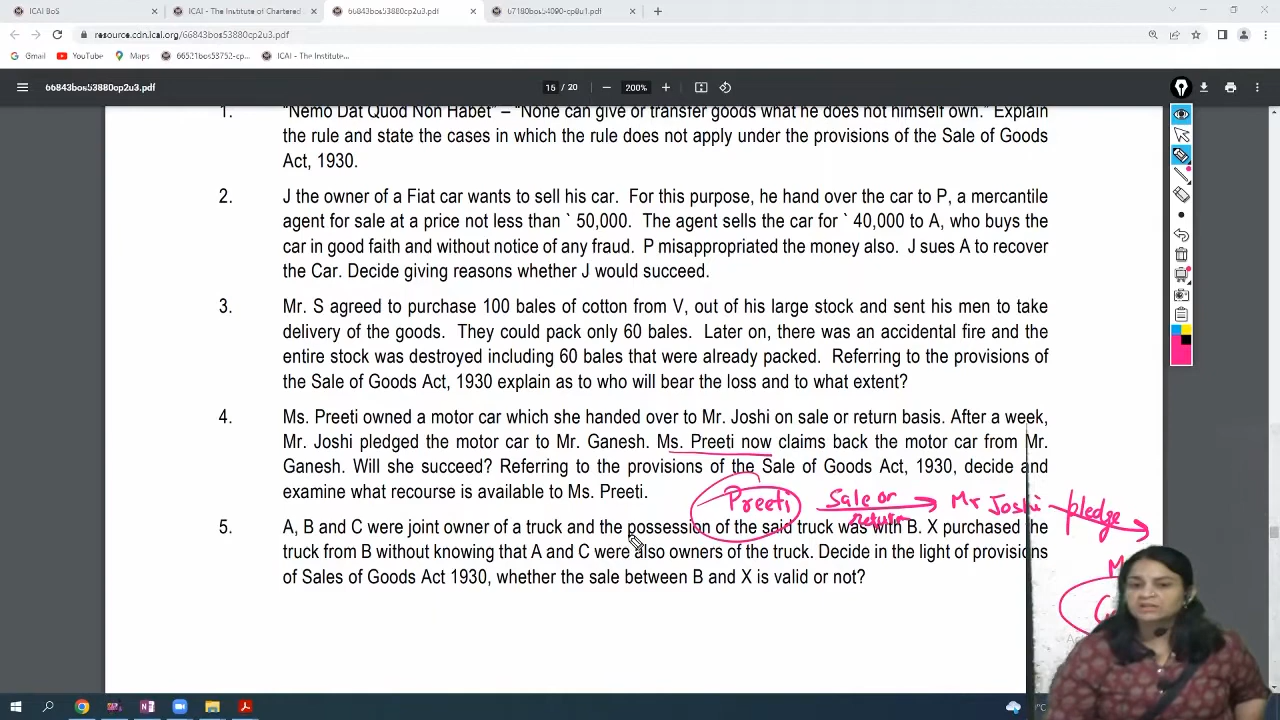 ICAI BoS
ICAI - The Institute of Chartered
66843bos53880cp2u3.pdf
67180bos54090-cp8u1.pdf
resource.cdn.icai.org/66843bos53880cp2u3.pdf
Gmail
YouTube
Maps
ICAI - The Institute...
66843bos53880cp2u3.pdf
/ 20
200%
1. “Nemo Dat Quod Non Habet” – “None can give or transfer goods what he does not himself own.” Explain
the rule and state the cases in which the rule does not apply under the provisions of the Sale of Goods
Act, 1930.
2. J the owner of a Fiat car wants to sell his car. For this purpose, he hand over the car to P, a mercantile
agent for sale at a price not less than ` 50,000. The agent sells the car for ` 40,000 to A, who buys the
car in good faith and without notice of any fraud. P misappropriated the money also. J sues A to recover
the Car. Decide giving reasons whether J would succeed.
3. Mr. S agreed to purchase 100 bales of cotton from V, out of his large stock and sent his men to take
delivery of the goods. They could pack only 60 bales. Later on, there was an accidental fire and the
entire stock was destroyed including 60 bales that were already packed. Referring to the provisions of
the Sale of Goods Act, 1930 explain as to who will bear the loss and to what extent?
4. Ms. Preeti owned a motor car which she handed over to Mr. Joshi on sale or return basis. After a week,
Mr. Joshi pledged the motor car to Mr. Ganesh. Ms. Preeti now claims back the motor car from Mr.
Ganesh. Will she succeed? Referring to the provisions of the Sale of Goods Act, 1930, decide and
examine what recourse is available to Ms. Preeti.
Preeti Sale or return Mr Joshi pledge
5. A, B and C were joint owner of a truck and the possession of the said truck was with B. X purchased the
truck from B without knowing that A and C were also owners of the truck. Decide in the light of provisions
of Sales of Goods Act 1930, whether the sale between B and X is valid or not?